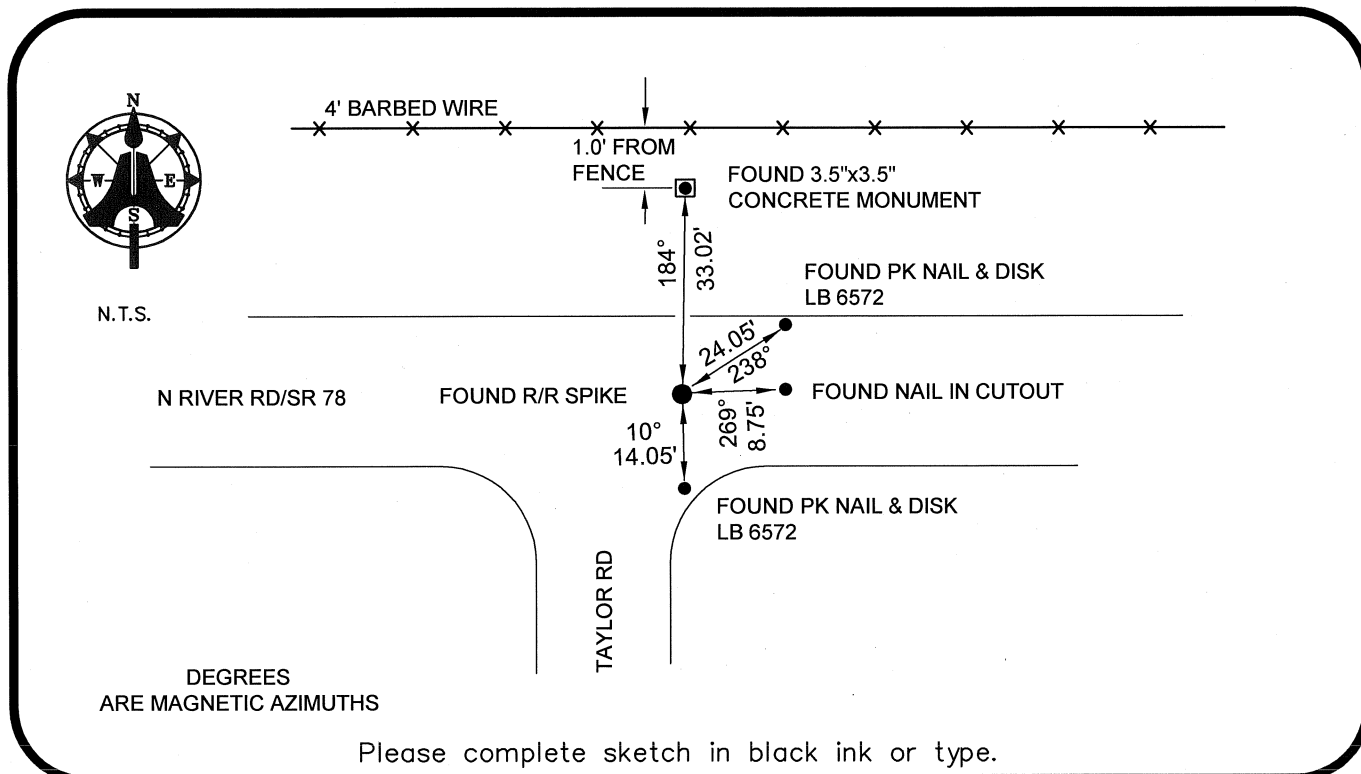 N
W E
S
N.T.S.
4' BARBED WIRE
1.0' FROM
FENCE
FOUND 3.5"x3.5"
CONCRETE MONUMENT
184°
33.02'
FOUND PK NAIL & DISK
LB 6572
24.05'
238°
N RIVER RD/SR 78
FOUND R/R SPIKE
FOUND NAIL IN CUTOUT
269°
8.75'
10°
14.05'
FOUND PK NAIL & DISK
LB 6572
TAYLOR RD
DEGREES
ARE MAGNETIC AZIMUTHS
Please complete sketch in black ink or type.